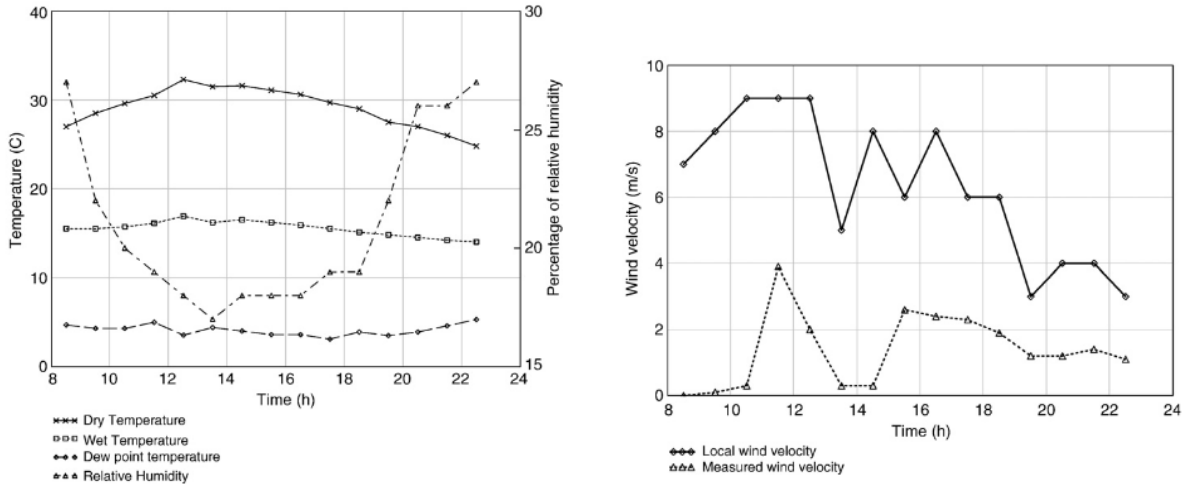 40
30
20
10
0
Temperature (C)
30
25
20
15
Percentage of relative humidity
8 10 12 14 16 18 20 22 24
Time (h)
Dry Temperature
Wet Temperature
Dew point temperature
Relative Humidity
10
8
6
4
2
0
Wind velocity (m/s)
8 10 12 14 16 18 20 22 24
Time (h)
Local wind velocity
Measured wind velocity